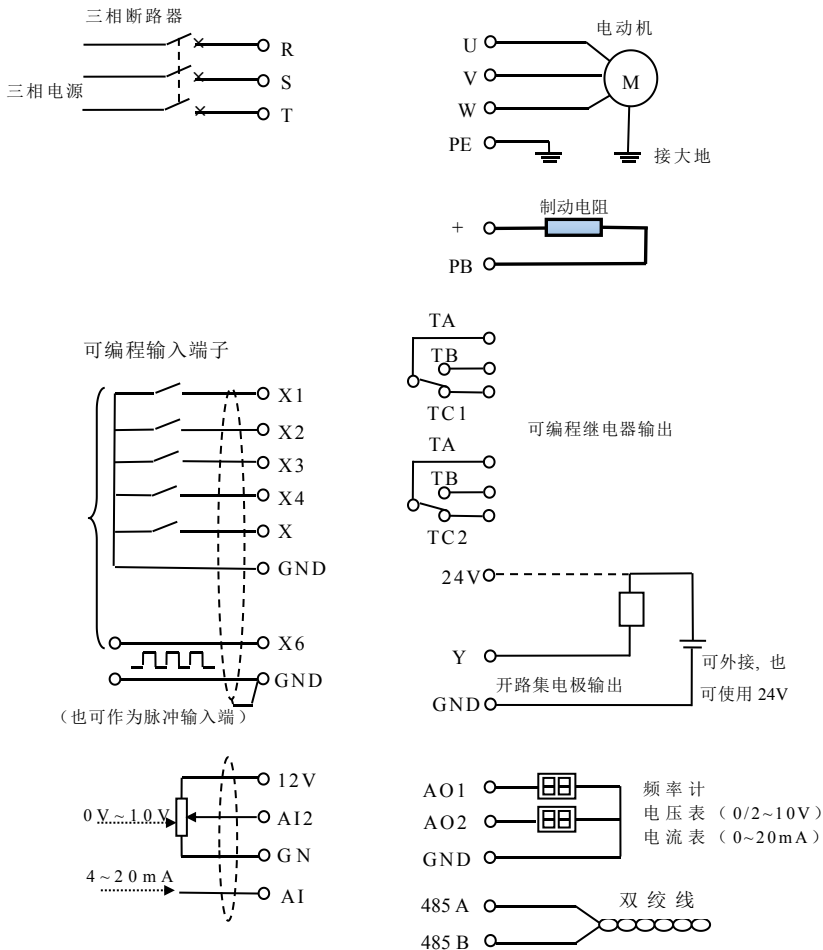 三相断路器
三相电源
R
S
T
电动机
U
V
W
M
PE
接大地
制动电阻
+
PB
可编程输入端子
X1
X2
X3
X4
X
GND
X6
GND
（也可作为脉冲输入端）
TA
TB
TC1
可编程继电器输出
TA
TB
TC2
24V
Y
开路集电极输出
GND
可外接, 也
可使用 24V
12V
0V~10V
AI2
GN
4~20mA
AI
AO1
AO2
GND
频率计
电压表（0/2~10V）
电流表（0~20mA）
485 A
485 B
双绞线